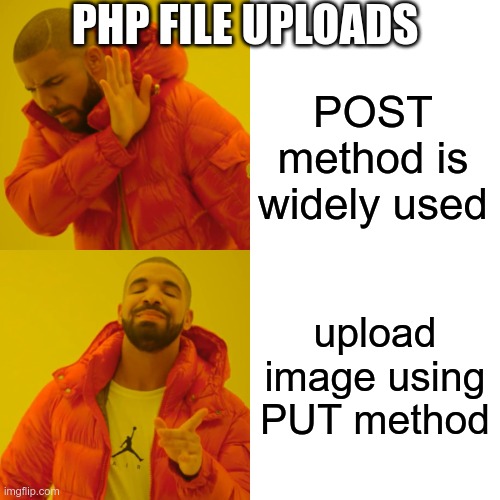 PHP FILE UPLOADS
POST
method is
widely used
upload
image using
PUT method
imgflip.com